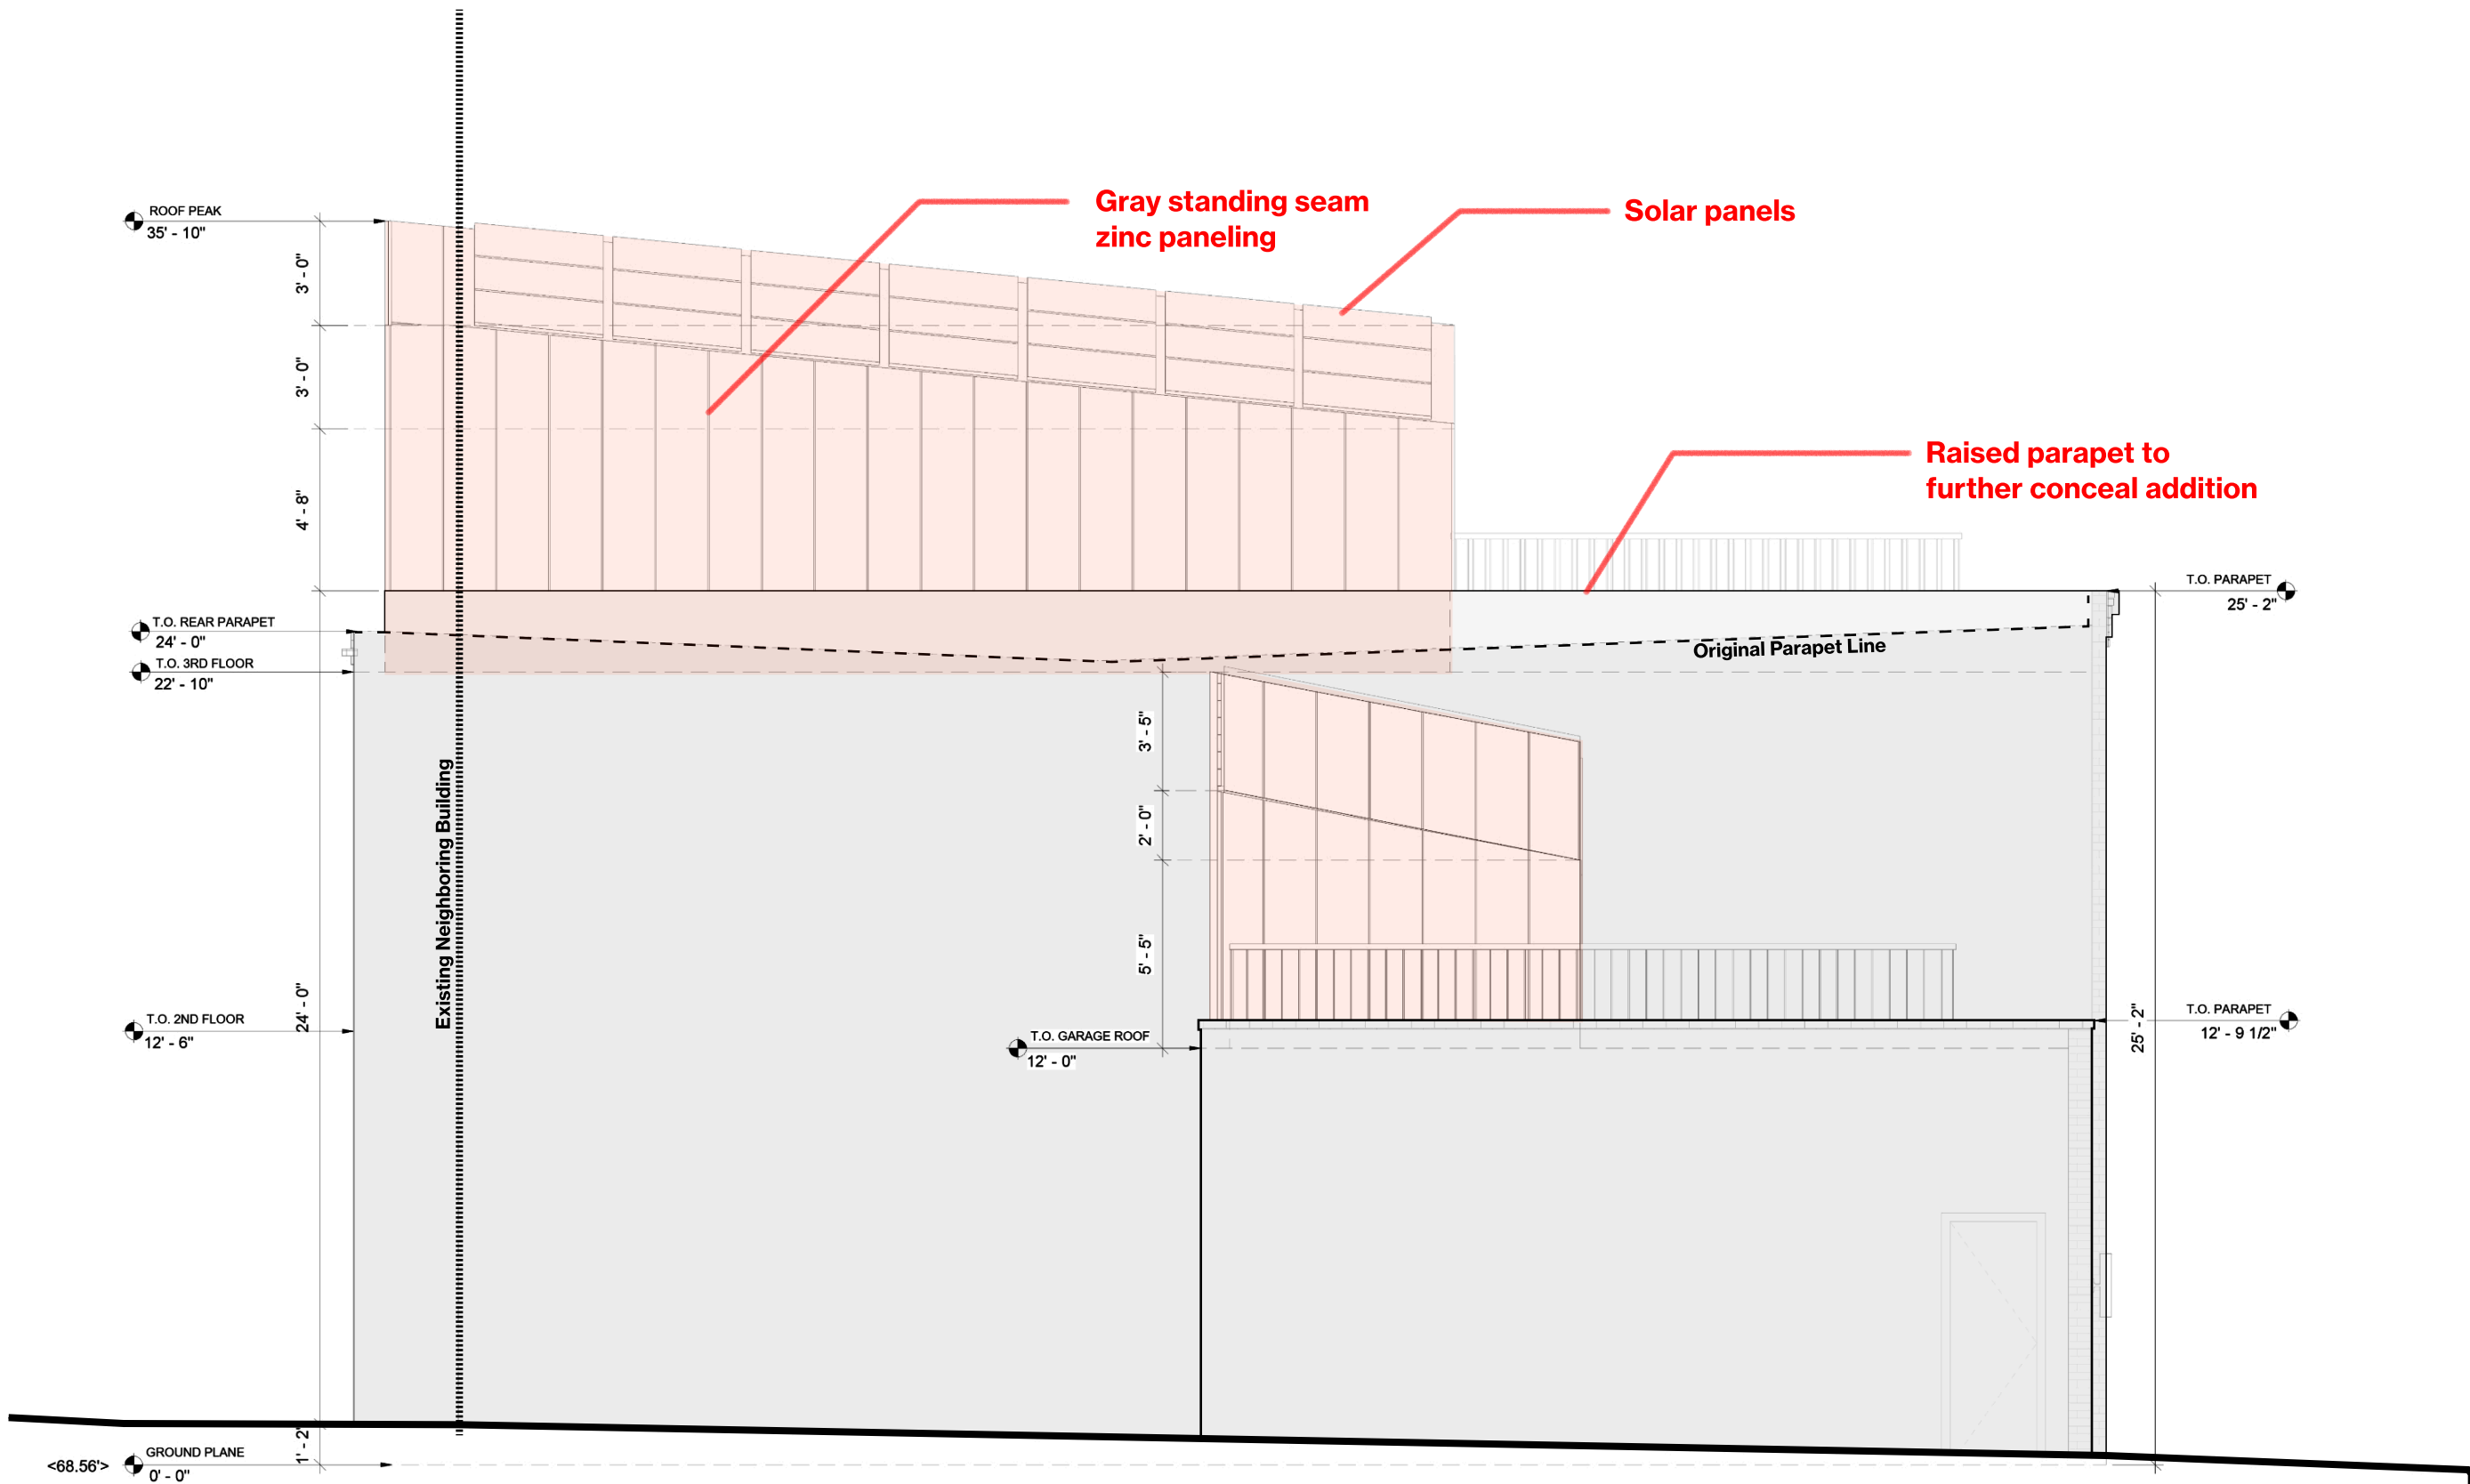 Gray standing seam
zinc paneling
Solar panels
ROOF PEAK
35' - 10"
3' - 0"
3' - 0"
4' - 8"
Raised parapet to
further conceal addition
T.O. PARAPET
25' - 2"
T.O. REAR PARAPET
24' - 0"
T.O. 3RD FLOOR
22' - 10"
Original Parapet Line
3' - 5"
2' - 0"
5' - 5"
Existing Neighboring Building
24' - 0"
T.O. 2ND FLOOR
12' - 6"
T.O. GARAGE ROOF
12' - 0"
T.O. PARAPET
12' - 9 1/2"
25' - 2"
1' - 2"
<68.56'>
GROUND PLANE
0' - 0"